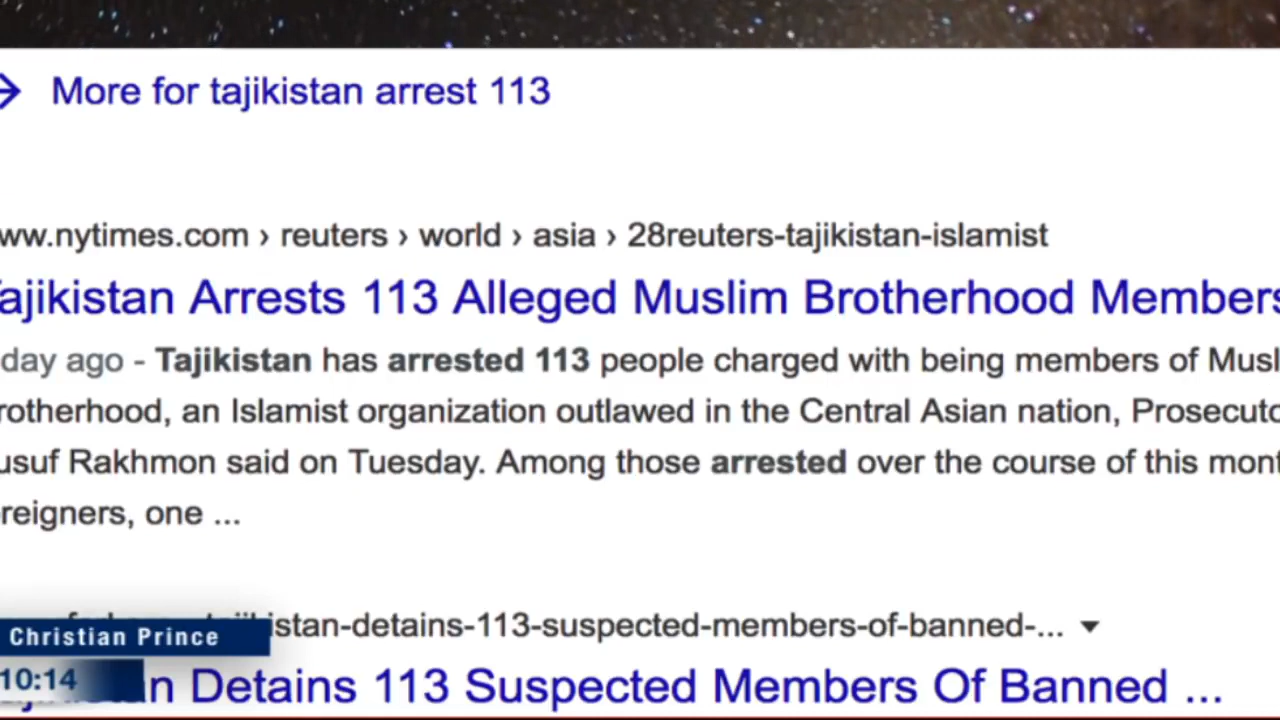 More for tajikistan arrest 113
ww.nytimes.com › reuters › world › asia › 28reuters-tajikistan-islamist
ajikistan Arrests 113 Alleged Muslim Brotherhood Members
day ago - Tajikistan has arrested 113 people charged with being members of Musl
rotherhood, an Islamist organization outlawed in the Central Asian nation, Prosecuto
usuf Rakhmon said on Tuesday. Among those arrested over the course of this mont
reigners, one ...
istan-detains-113-suspected-members-of-banned-...
Christian Prince
10:14
n Detains 113 Suspected Members Of Banned ...